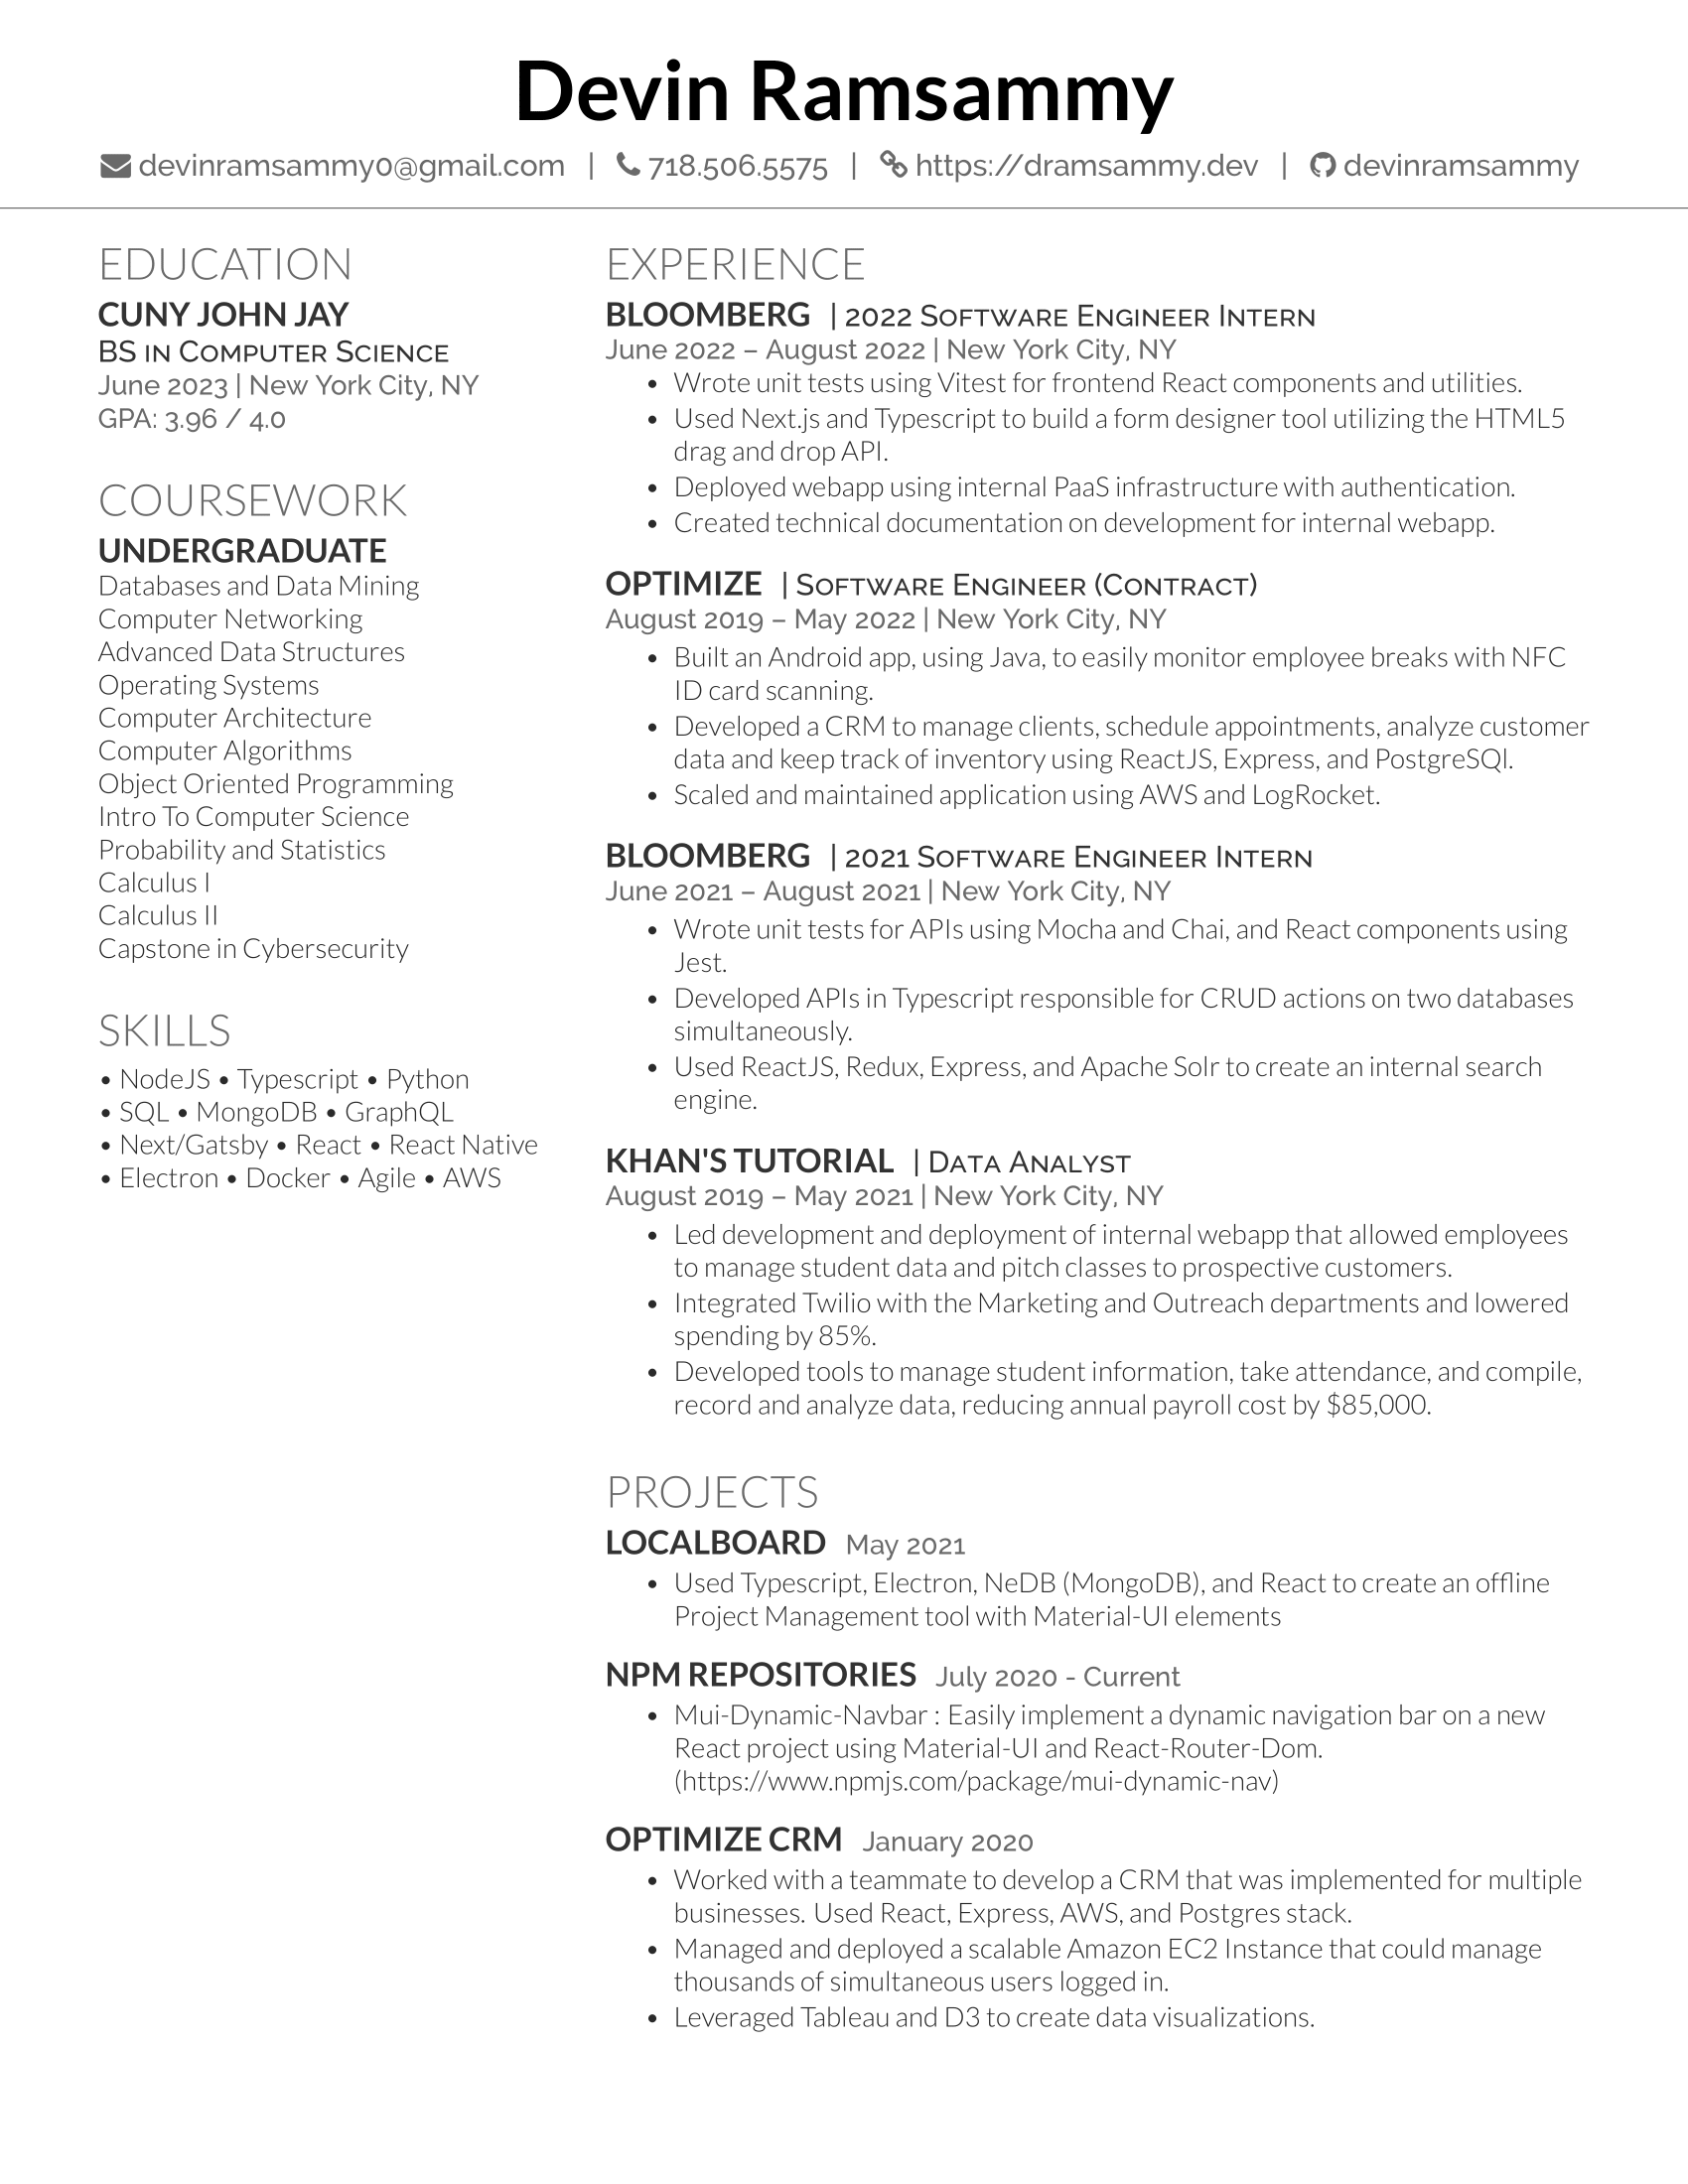 Devin Ramsammy
devinramsammy0@gmail.com | 718.506.5575 | https://dramsammy.dev | devinramsammy
EDUCATION
CUNY JOHN JAY
BS in Computer Science
June 2023 | New York City, NY
GPA: 3.96 / 4.0
COURSEWORK
UNDERGRADUATE
Databases and Data Mining
Computer Networking
Advanced Data Structures
Operating Systems
Computer Architecture
Computer Algorithms
Object Oriented Programming
Intro To Computer Science
Probability and Statistics
Calculus I
Calculus II
Capstone in Cybersecurity
SKILLS
• NodeJS • Typescript • Python
• SQL • MongoDB • GraphQL
• Next/Gatsby • React • React Native
• Electron • Docker • Agile • AWS
EXPERIENCE
BLOOMBERG | 2022 Software Engineer Intern
June 2022 – August 2022 | New York City, NY
• Wrote unit tests using Vitest for frontend React components and utilities.
• Used Next.js and Typescript to build a form designer tool utilizing the HTML5
drag and drop API.
• Deployed webapp using internal PaaS infrastructure with authentication.
• Created technical documentation on development for internal webapp.
OPTIMIZE | Software Engineer (Contract)
August 2019 – May 2022 | New York City, NY
• Built an Android app, using Java, to easily monitor employee breaks with NFC
ID card scanning.
• Developed a CRM to manage clients, schedule appointments, analyze customer
data and keep track of inventory using ReactJS, Express, and PostgreSQl.
• Scaled and maintained application using AWS and LogRocket.
BLOOMBERG | 2021 Software Engineer Intern
June 2021 – August 2021 | New York City, NY
• Wrote unit tests for APIs using Mocha and Chai, and React components using
Jest.
• Developed APIs in Typescript responsible for CRUD actions on two databases
simultaneously.
• Used ReactJS, Redux, Express, and Apache Solr to create an internal search
engine.
KHAN'S TUTORIAL | Data Analyst
August 2019 – May 2021 | New York City, NY
• Led development and deployment of internal webapp that allowed employees
to manage student data and pitch classes to prospective customers.
• Integrated Twilio with the Marketing and Outreach departments and lowered
spending by 85%.
• Developed tools to manage student information, take attendance, and compile,
record and analyze data, reducing annual payroll cost by $85,000.
PROJECTS
LOCALBOARD May 2021
• Used Typescript, Electron, NeDB (MongoDB), and React to create an offline
Project Management tool with Material-UI elements
NPM REPOSITORIES July 2020 - Current
• Mui-Dynamic-Navbar : Easily implement a dynamic navigation bar on a new
React project using Material-UI and React-Router-Dom.
(https://www.npmjs.com/package/mui-dynamic-nav)
OPTIMIZE CRM January 2020
• Worked with a teammate to develop a CRM that was implemented for multiple
businesses. Used React, Express, AWS, and Postgres stack.
• Managed and deployed a scalable Amazon EC2 Instance that could manage
thousands of simultaneous users logged in.
• Leveraged Tableau and D3 to create data visualizations.